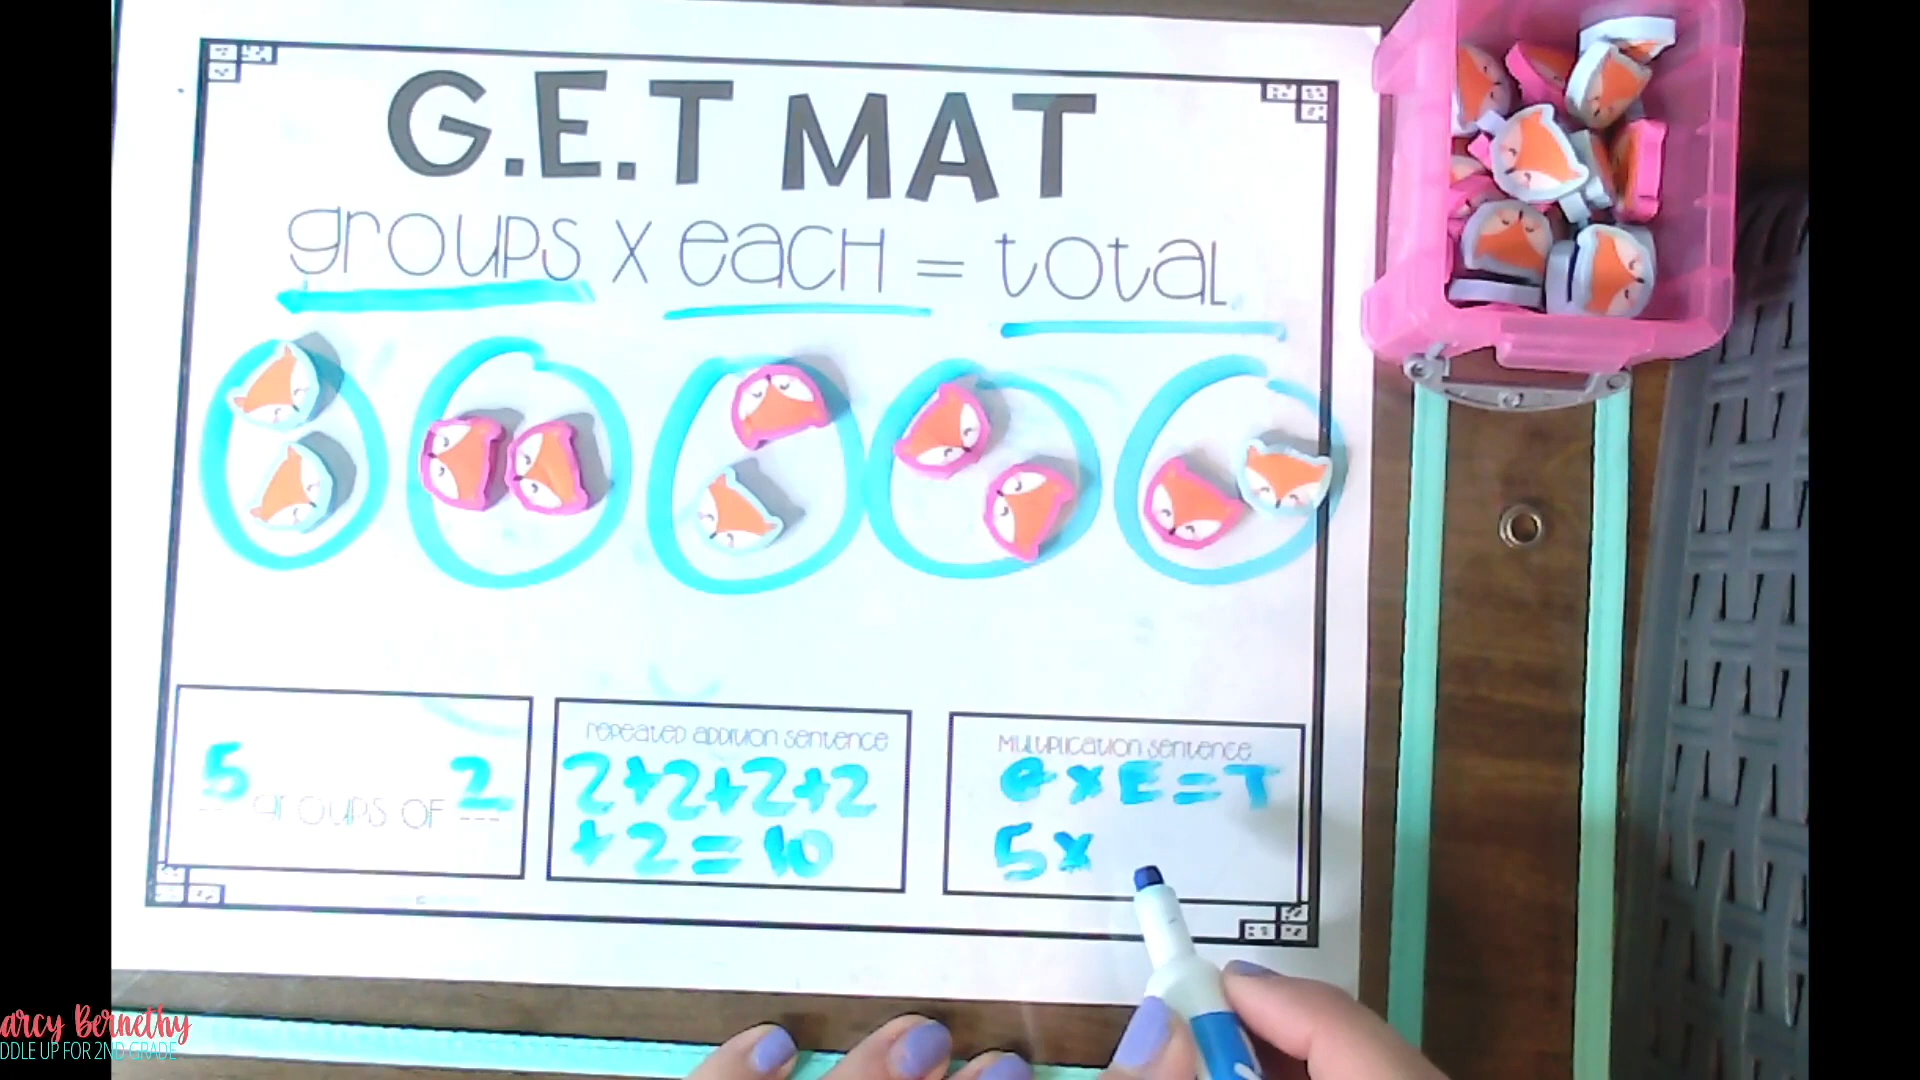 G.E.T MAT
groups x each = total
5 groups of 2
repeated addition sentence
2+2+2+2
+2=10
Multiplication sentence
G x E = T
5 x
arcy Bernethy
DDLE UP FOR 2ND GRADE